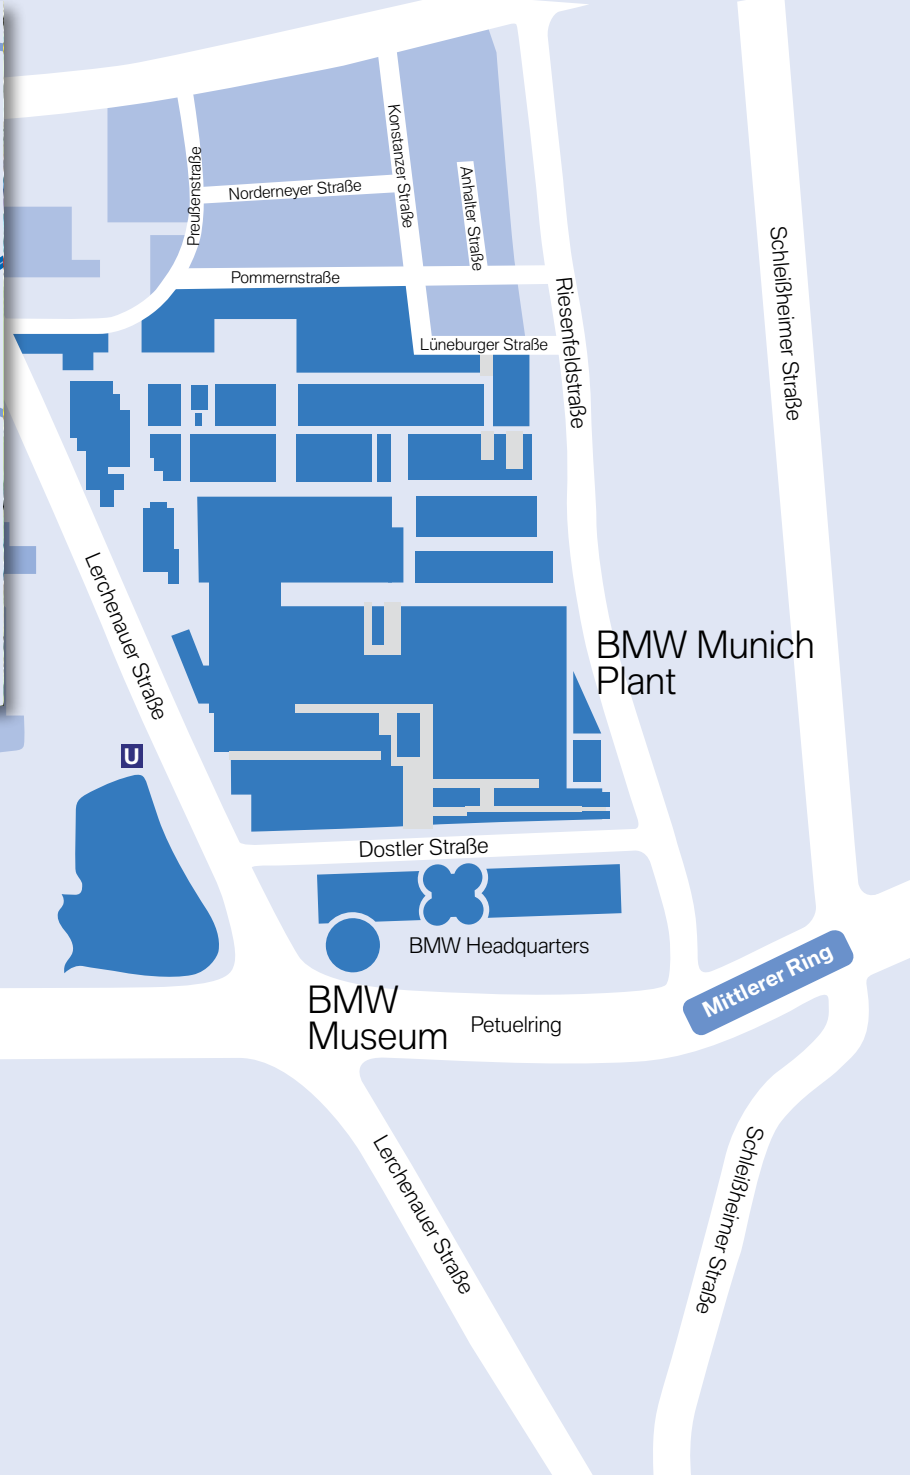 Konstanzer Straße
Preußenstraße
Norderneyer Straße
Anhalter Straße
Pommernstraße
Schleißheimer Straße
Riesenfeldstraße
Lüneburger Straße
Lerchenauer Straße
BMW Munich
Plant
U
Dostler Straße
BMW Headquarters
Mittlerer Ring
BMW
Museum
Petuelring
Schleißheimer Straße
Lerchenauer Straße